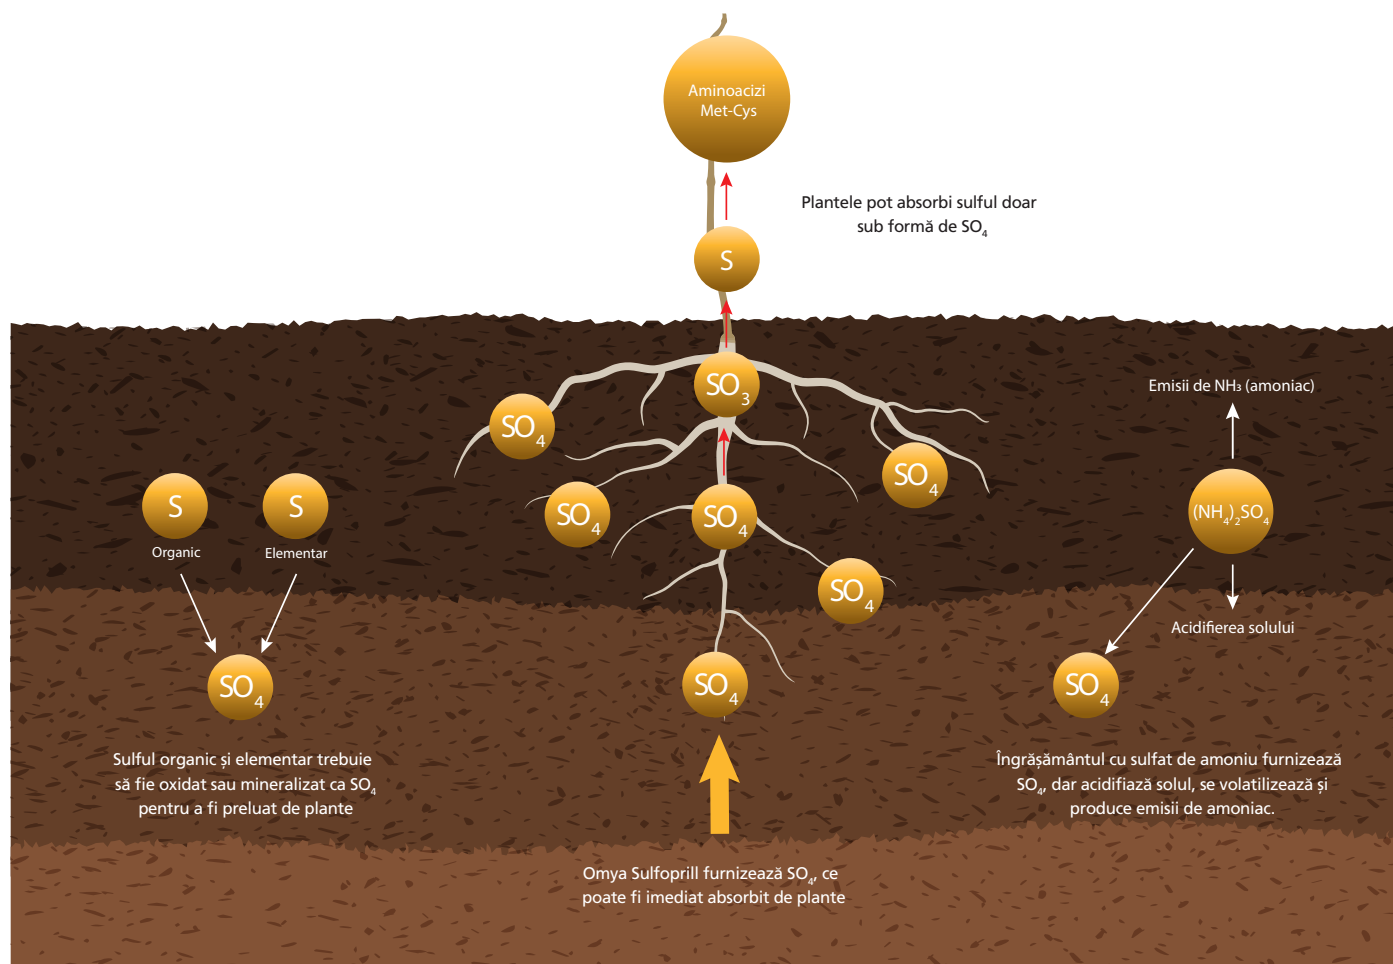 Aminoacizi
Met-Cys
Plantele pot absorbi sulful doar
sub formă de SO₄
S
SO₃
Emisii de NH₃ (amoniac)
SO₄
SO₄
S
S
SO₄
SO₄
(NH₄)₂SO₄
Organic
Elementar
SO₄
Acidifierea solului
SO₄
SO₄
SO₄
Sulful organic și elementar trebuie
să fie oxidat sau mineralizat ca SO₄
pentru a fi preluat de plante
Îngrășământul cu sulfat de amoniu furnizează
SO₄, dar acidifiază solul, se volatilizează și
produce emisii de amoniac.
Omya Sulfoprill furnizează SO₄, ce
poate fi imediat absorbit de plante